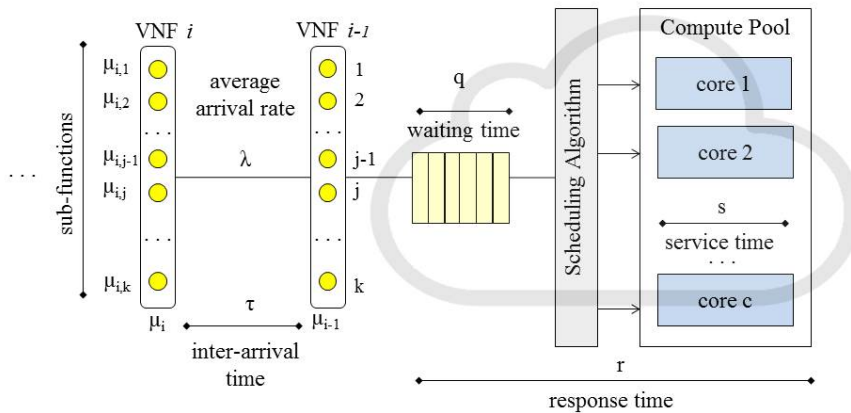 VNF i
VNF i-1
Compute Pool
μi,1
μi,2
. . .
μi,j-1
μi,j
. . .
μi,k
sub-functions
. . .
. . .
. . .
μi
average
arrival rate
λ
τ
inter-arrival
time
1
2
. . .
j-1
j
. . .
k
μi-1
q
waiting time
Scheduling Algorithm
core 1
core 2
s
service time
. . .
core c
r
response time